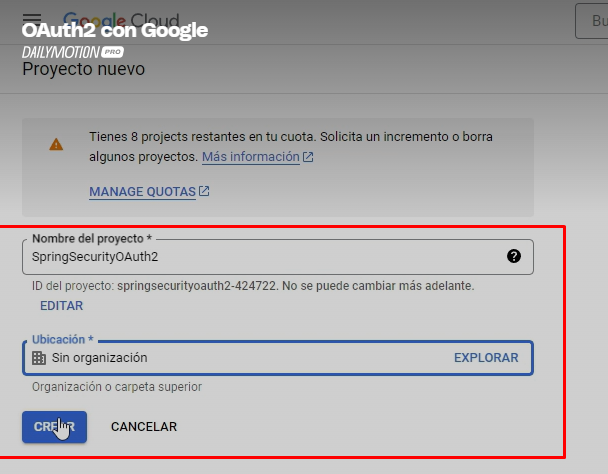 Google Cloud
Bu
OAuth2 con Google
DAILYMOTION PRO
Proyecto nuevo
Tienes 8 projects restantes en tu cuota. Solicita un incremento o borra
algunos proyectos. Más información
MANAGE QUOTAS
Nombre del proyecto *
SpringSecurityOAuth2
ID del proyecto: springsecurityoauth2-424722. No se puede cambiar más adelante.
EDITAR
Ubicación *
Sin organización
EXPLORAR
Organización o carpeta superior
CREAR
CANCELAR